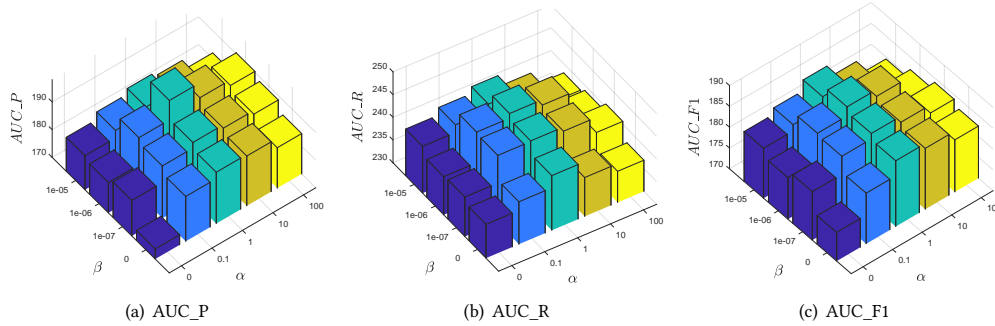 AUC_P
190
180
170
1e-05
1e-06
1e-07
0
β
0
0.1
1
10
100
α
(a) AUC_P
AUC_R
250
245
240
235
230
1e-05
1e-06
1e-07
0
β
0
0.1
1
10
100
α
(b) AUC_R
AUC_F1
190
185
180
175
170
1e-05
1e-06
1e-07
0
β
0
0.1
1
10
α
(c) AUC_F1